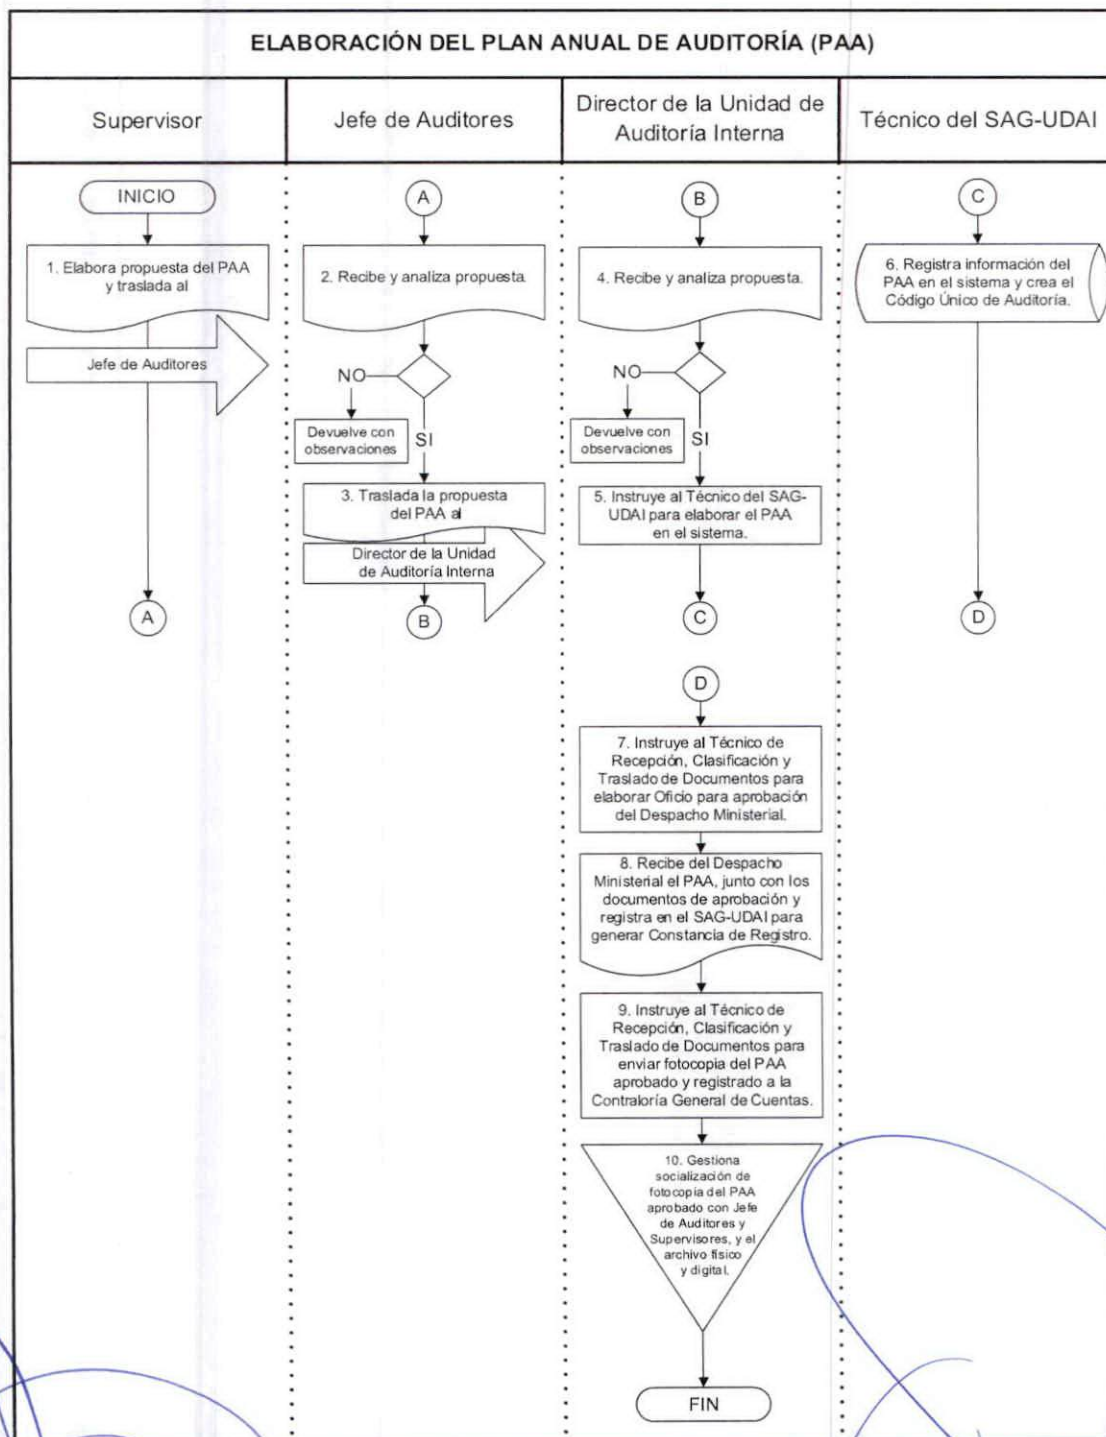 ELABORACIÓN DEL PLAN ANUAL DE AUDITORÍA (PAA)
Supervisor
Jefe de Auditores
Director de la Unidad de
Auditoría Interna
Técnico del SAG-UDAI
INICIO
1. Elabora propuesta del PAA
y traslada al
Jefe de Auditores
A
A
2. Recibe y analiza propuesta.
NO
Devuelve con
observaciones
SI
3. Traslada la propuesta
del PAA al
Director de la Unidad
de Auditoría Interna
B
B
4. Recibe y analiza propuesta.
NO
Devuelve con
observaciones
SI
5. Instruye al Técnico del SAG-
UDAI para elaborar el PAA
en el sistema.
C
C
6. Registra información del
PAA en el sistema y crea el
Código Único de Auditoría.
D
D
7. Instruye al Técnico de
Recepción, Clasificación y
Traslado de Documentos para
elaborar Oficio para aprobación
del Despacho Ministerial.
8. Recibe del Despacho
Ministerial el PAA, junto con los
documentos de aprobación y
registra en el SAG-UDAI para
generar Constancia de Registro.
9. Instruye al Técnico de
Recepción, Clasificación y
Traslado de Documentos para
enviar fotocopia del PAA
aprobado y registrado a la
Contraloría General de Cuentas.
10. Gestiona
socialización de
fotocopia del PAA
aprobado con Jefe
de Auditores y
Supervisores, y el
archivo físico
y digital.
FIN